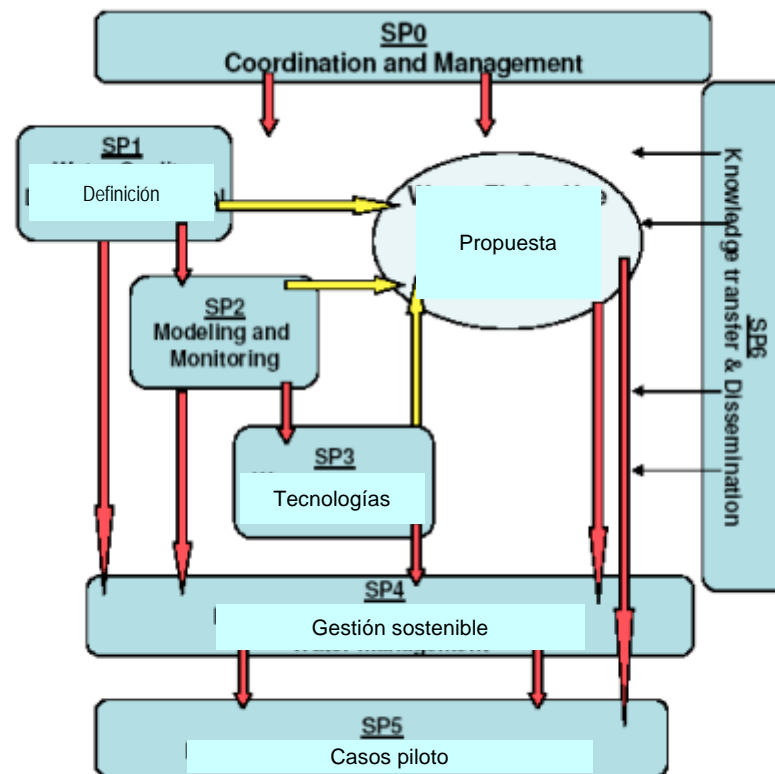 SP0
Coordination and Management
SP1
Definición
Propuesta
SP2
Modeling and
Monitoring
SP3
Tecnologías
SP4
Gestión sostenible
SP5
Casos piloto
SP6
Knowledge transfer & Dissemination